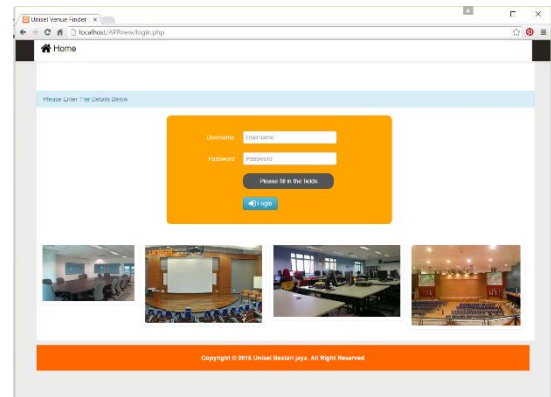 Unisel Venue Finder
localhost/APRnew/login.php
Home
Please Enter The Details Below
Username Username
Password Password
Please fill in the fields
Login
Copyright © 2016 Unisel Bestari jaya. All Right Reserved